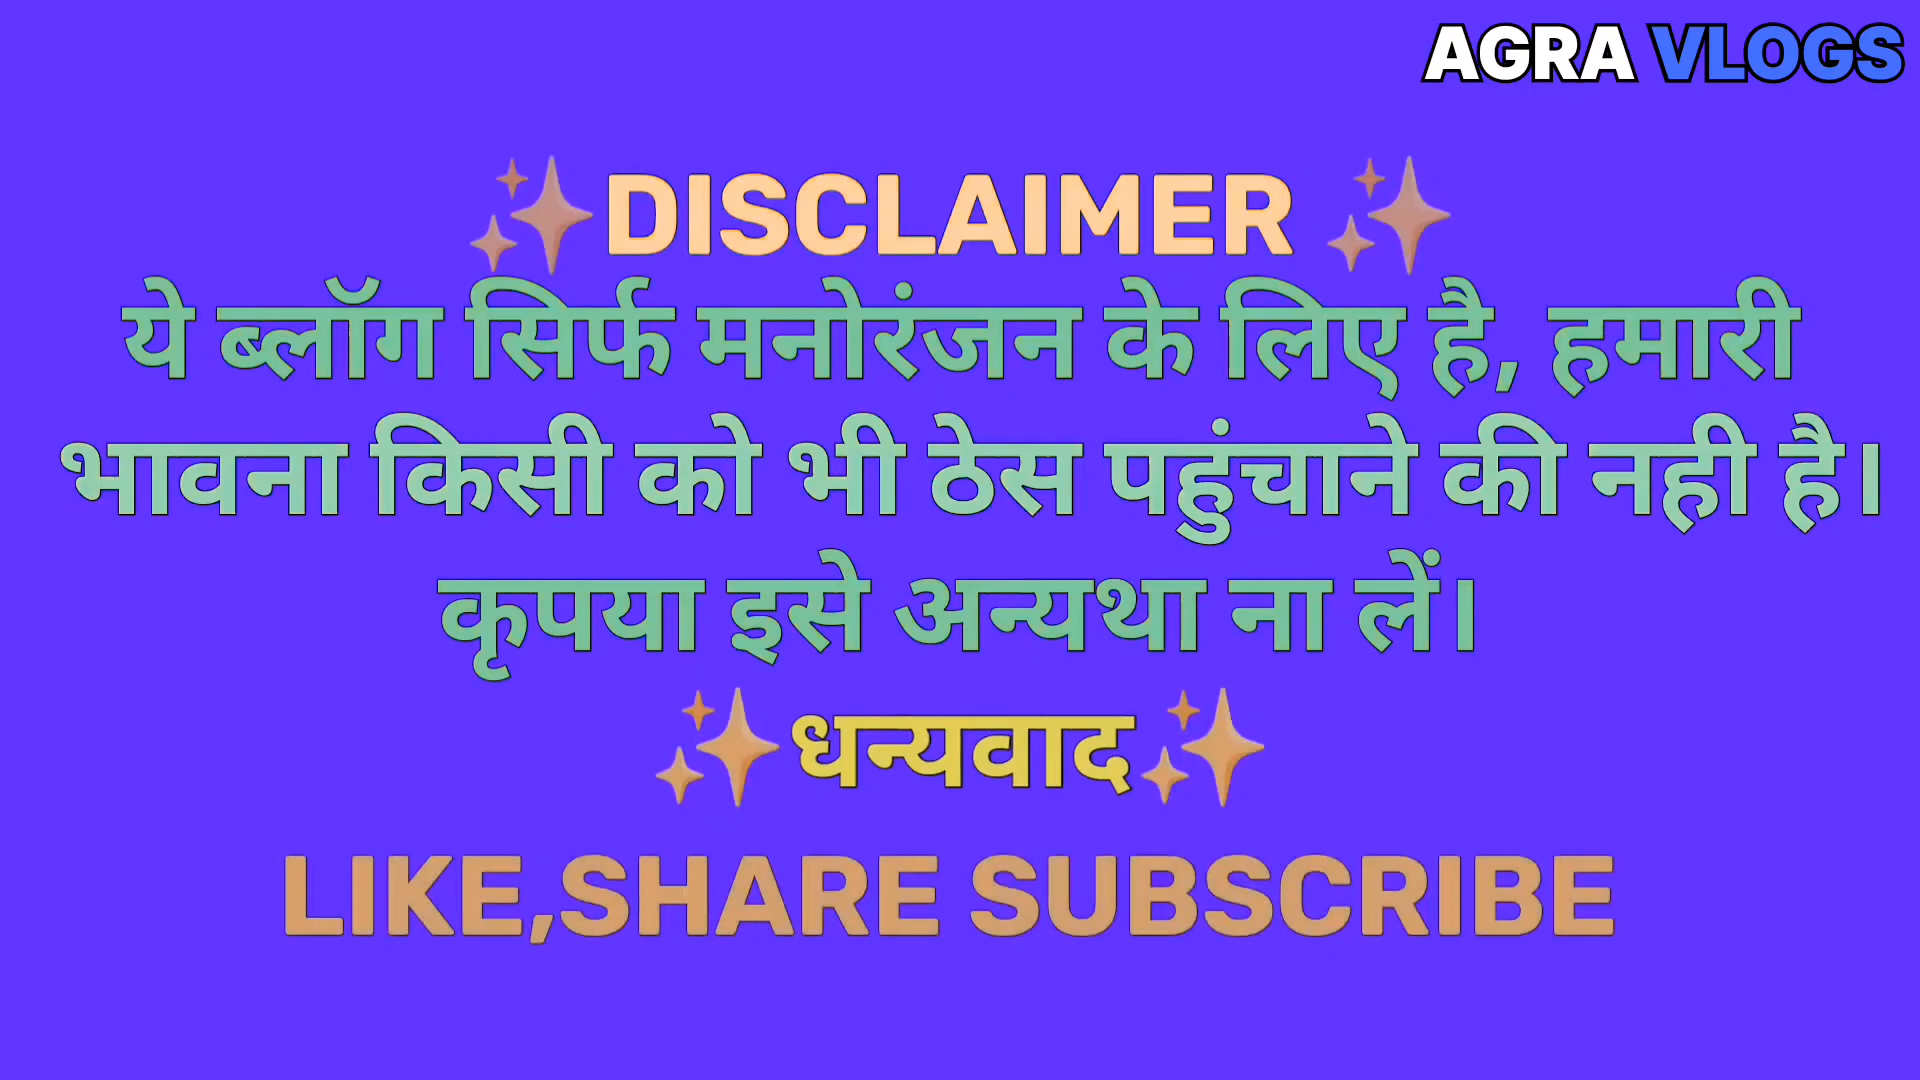 AGRA VLOGS
✨DISCLAIMER ✨
ये ब्लॉग सिर्फ मनोरंजन के लिए है, हमारी
भावना किसी को भी ठेस पहुंचाने की नही है।
कृपया इसे अन्यथा ना लें।
✨धन्यवाद✨
LIKE,SHARE SUBSCRIBE